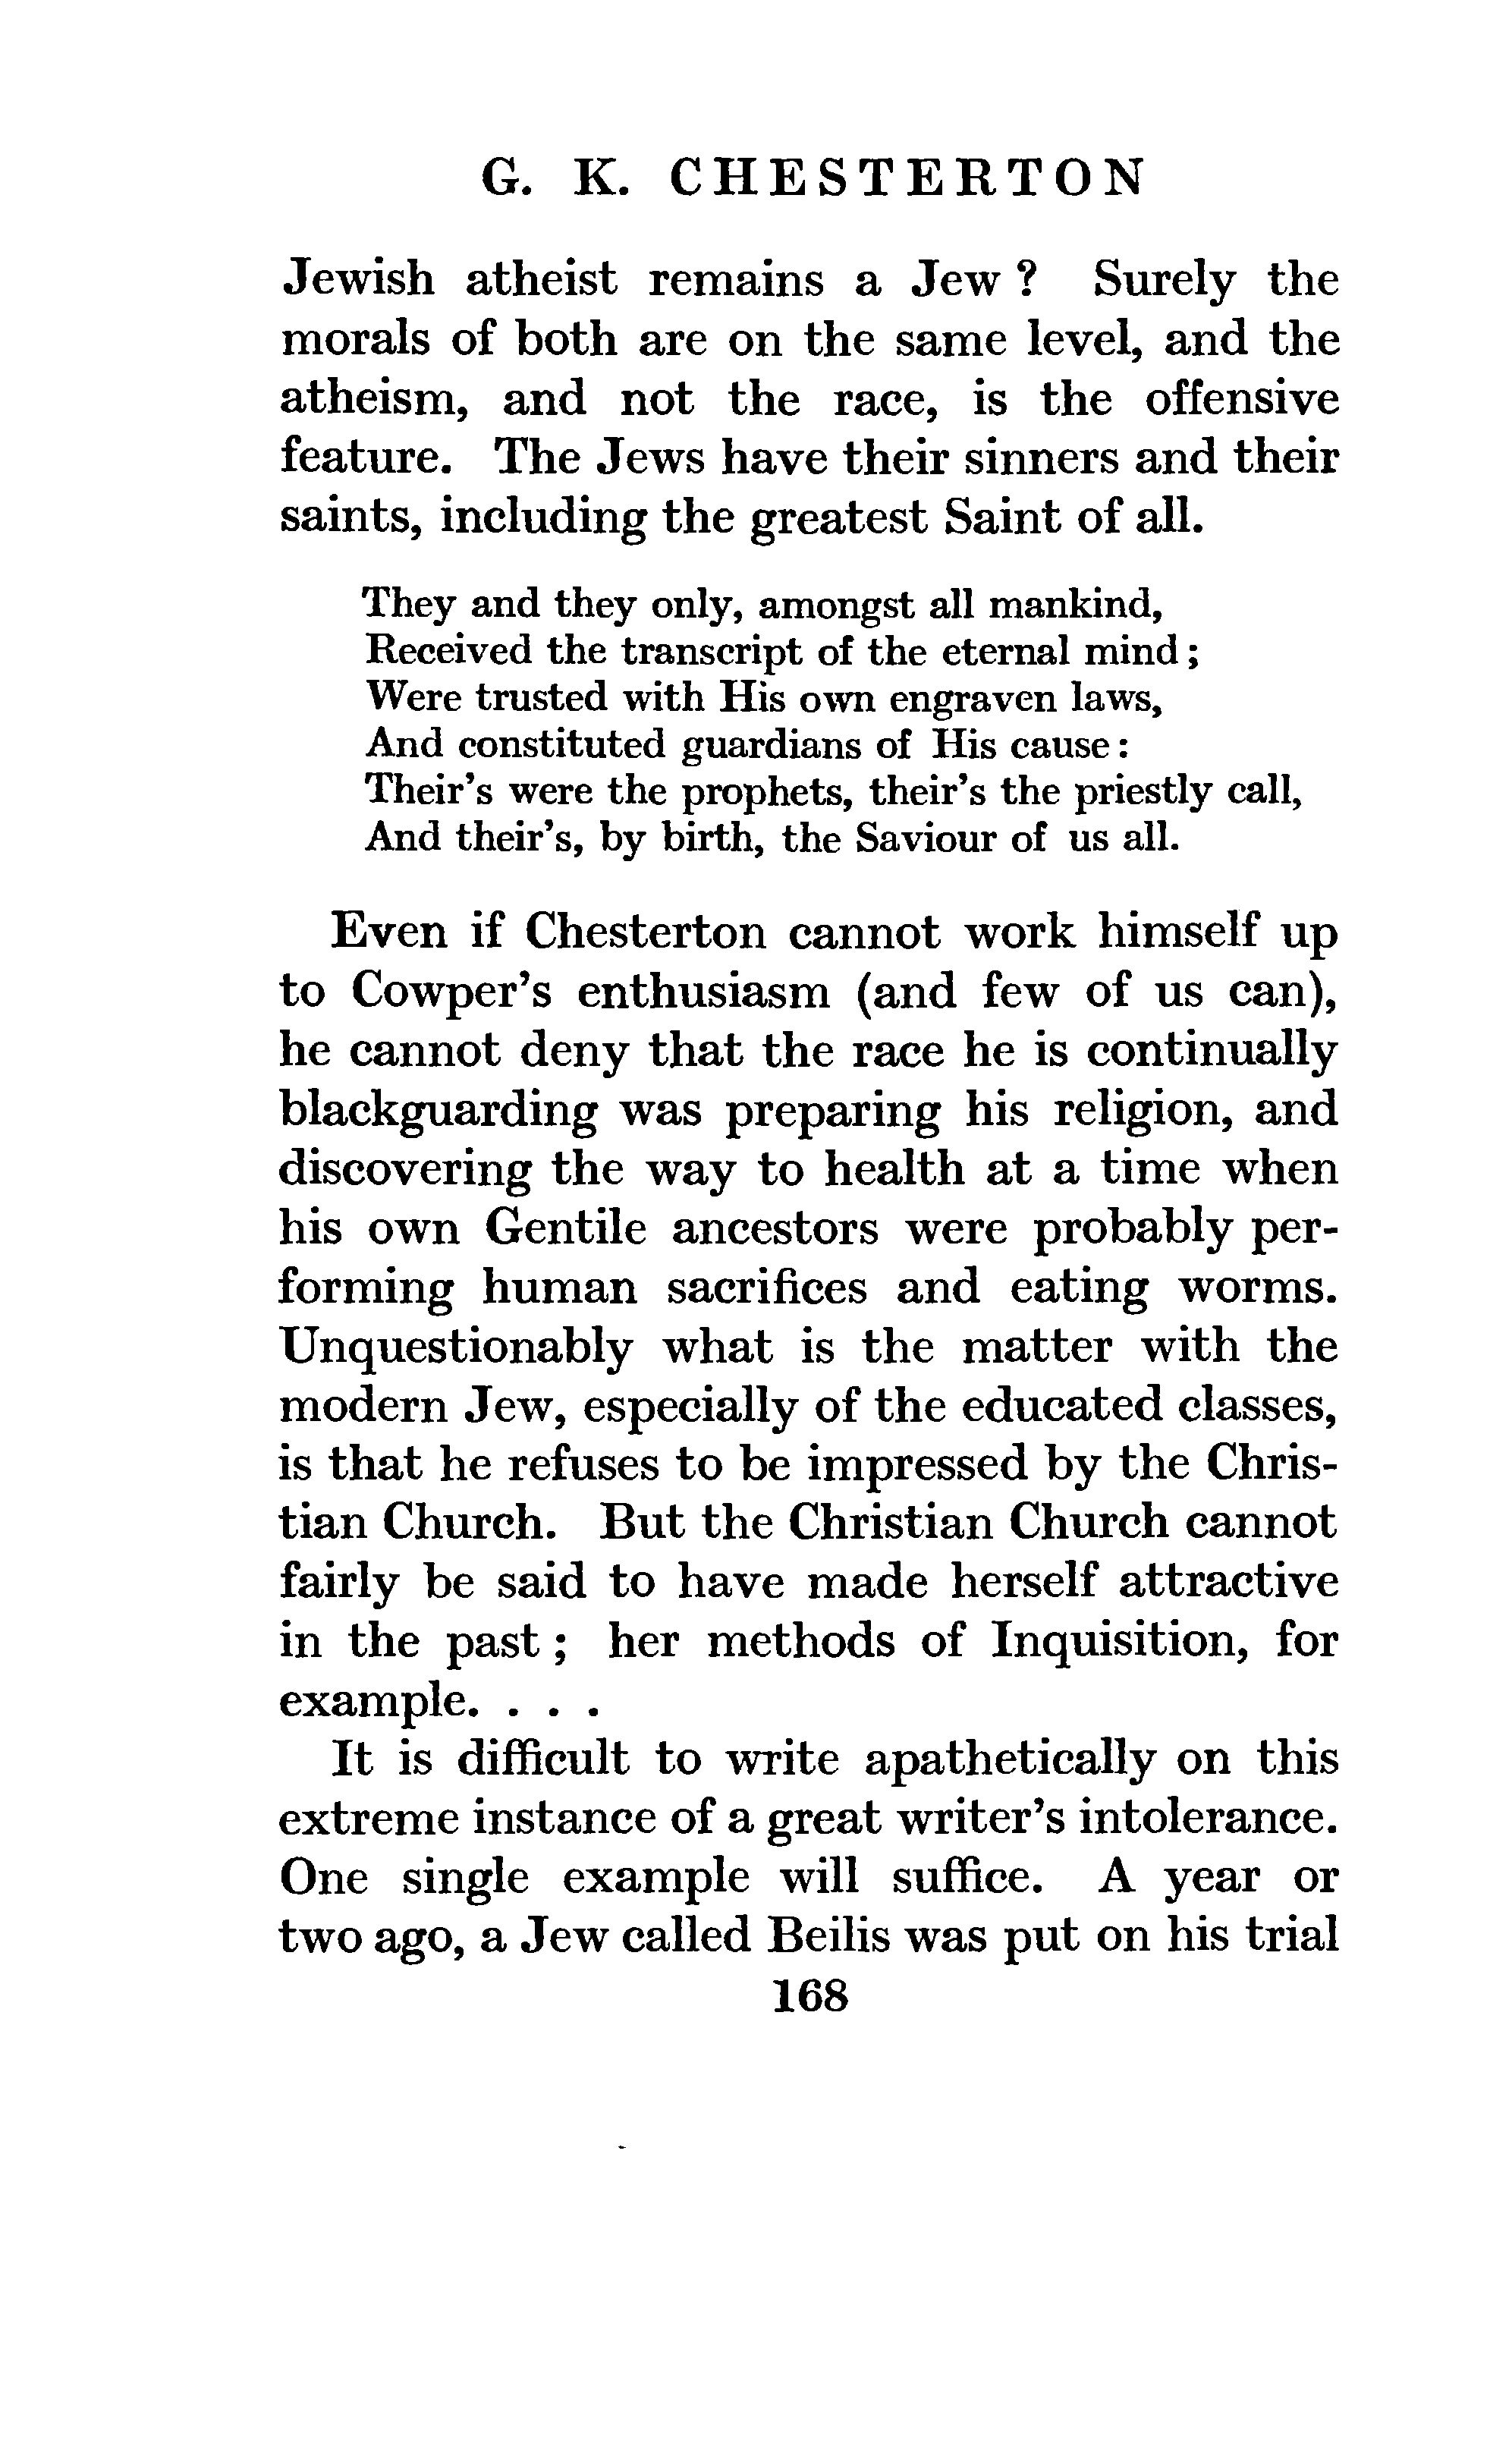 G. K. CHESTERTON
Jewish atheist remains a Jew ? Surely the
morals of both are on the same level, and the
atheism, and not the race, is the offensive
feature. The Jews have their sinners and their
saints, including the greatest Saint of all.
They and they only, amongst all mankind,
Received the transcript of the eternal mind ;
Were trusted with His own engraven laws,
And constituted guardians of His cause :
Their's were the prophets, their's the priestly call,
And their's, by birth, the Saviour of us all.
Even if Chesterton cannot work himself up
to Cowper's enthusiasm (and few of us can),
he cannot deny that the race he is continually
blackguarding was preparing his religion, and
discovering the way to health at a time when
his own Gentile ancestors were probably per-
forming human sacrifices and eating worms.
Unquestionably what is the matter with the
modern Jew, especially of the educated classes,
is that he refuses to be impressed by the Chris-
tian Church. But the Christian Church cannot
fairly be said to have made herself attractive
in the past ; her methods of Inquisition, for
example. . . .
It is difficult to write apathetically on this
extreme instance of a great writer's intolerance.
One single example will suffice. A year or
two ago, a Jew called Beilis was put on his trial
168